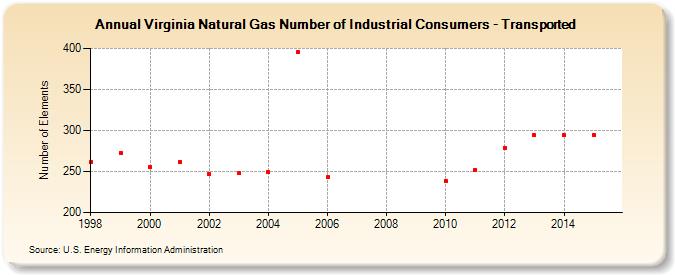 Annual Virginia Natural Gas Number of Industrial Consumers - Transported
Number of Elements
400
350
300
250
200
1998 2000 2002 2004 2006 2008 2010 2012 2014
Source: U.S. Energy Information Administration